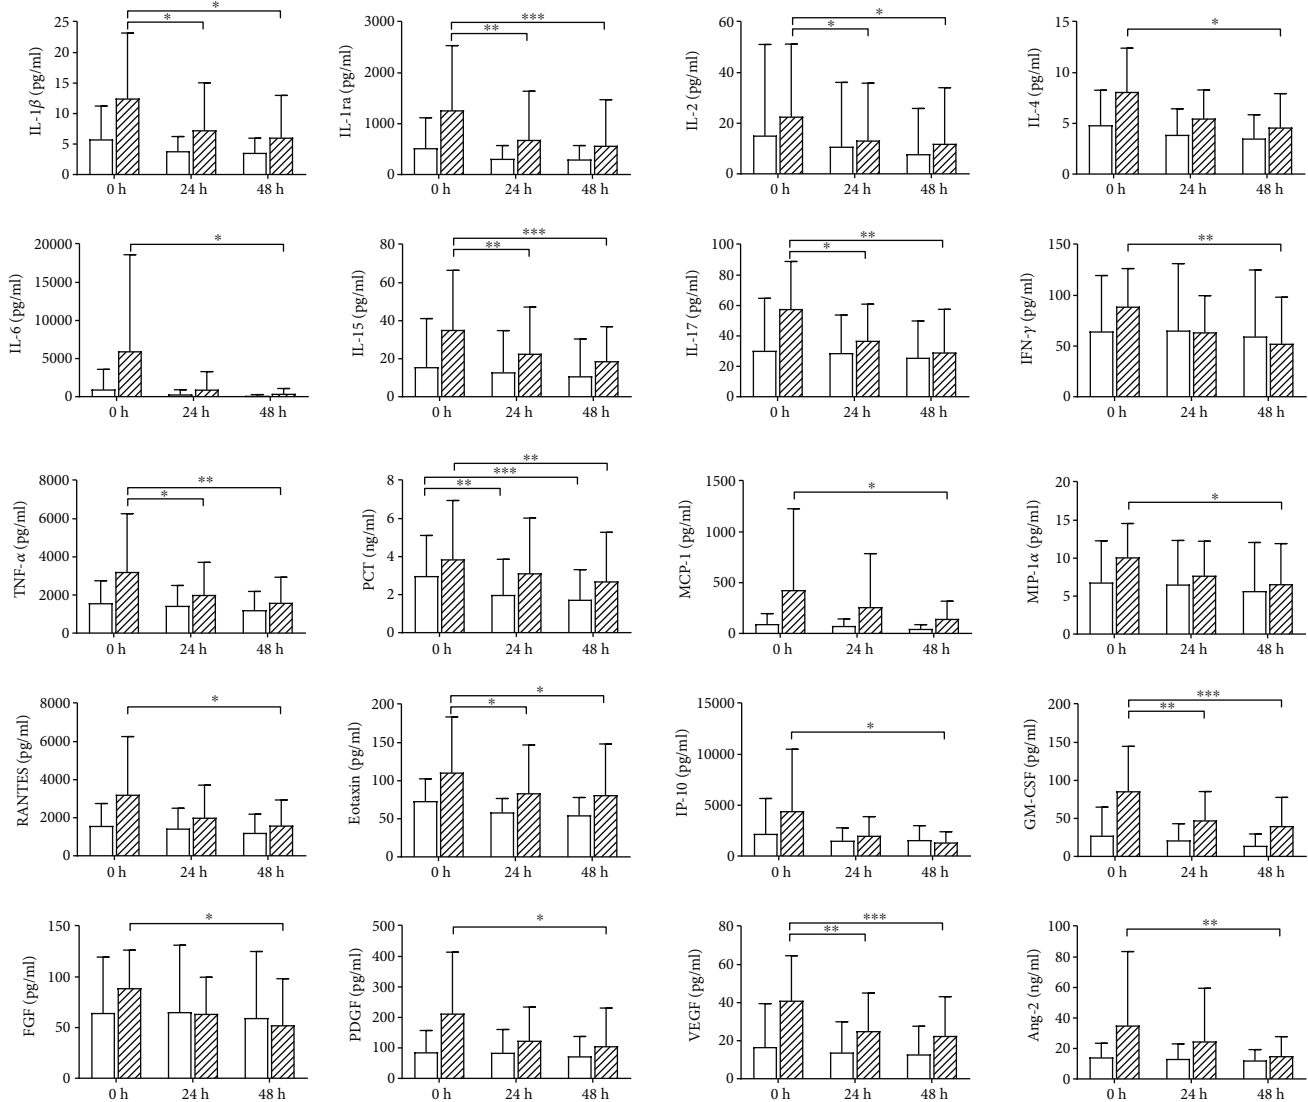 IL-1β (pg/ml)
25
20
15
10
5
0
*
*
0 h
24 h
48 h
IL-1ra (pg/ml)
3000
2000
1000
0
***
**
0 h
24 h
48 h
IL-2 (pg/ml)
60
40
20
0
*
*
0 h
24 h
48 h
IL-4 (pg/ml)
15
10
5
0
*
0 h
24 h
48 h
IL-6 (pg/ml)
20000
15000
10000
5000
0
*
0 h
24 h
48 h
IL-15 (pg/ml)
80
60
40
20
0
***
**
0 h
24 h
48 h
IL-17 (pg/ml)
100
80
60
40
20
0
**
*
0 h
24 h
48 h
IFN-γ (pg/ml)
150
100
50
0
**
0 h
24 h
48 h
TNF-α (pg/ml)
8000
6000
4000
2000
0
**
*
0 h
24 h
48 h
PCT (ng/ml)
8
6
4
2
0
**
***
**
0 h
24 h
48 h
MCP-1 (pg/ml)
1500
1000
500
0
*
0 h
24 h
48 h
MIP-1α (pg/ml)
20
15
10
5
0
*
0 h
24 h
48 h
RANTES (pg/ml)
8000
6000
4000
2000
0
*
0 h
24 h
48 h
Eotaxin (pg/ml)
200
150
100
50
0
*
*
0 h
24 h
48 h
IP-10 (pg/ml)
15000
10000
5000
0
*
0 h
24 h
48 h
GM-CSF (pg/ml)
200
150
100
50
0
***
**
0 h
24 h
48 h
FGF (pg/ml)
150
100
50
0
*
0 h
24 h
48 h
PDGF (pg/ml)
500
400
300
200
100
0
*
0 h
24 h
48 h
VEGF (pg/ml)
80
60
40
20
0
***
**
0 h
24 h
48 h
Ang-2 (ng/ml)
100
80
60
40
20
0
**
0 h
24 h
48 h